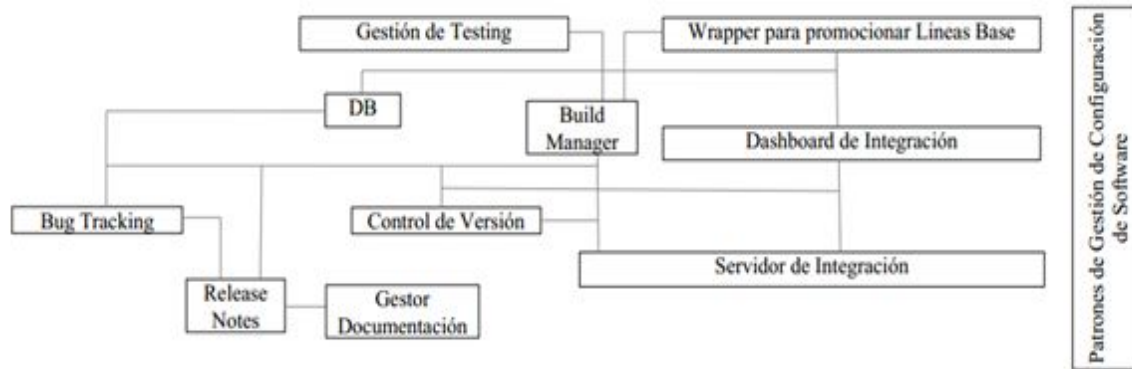 Gestión de Testing
Wrapper para promocionar Líneas Base
DB
Build
Manager
Dashboard de Integración
Bug Tracking
Control de Versión
Servidor de Integración
Release
Notes
Gestor
Documentación
Patrones de Gestión de Configuración
de Software